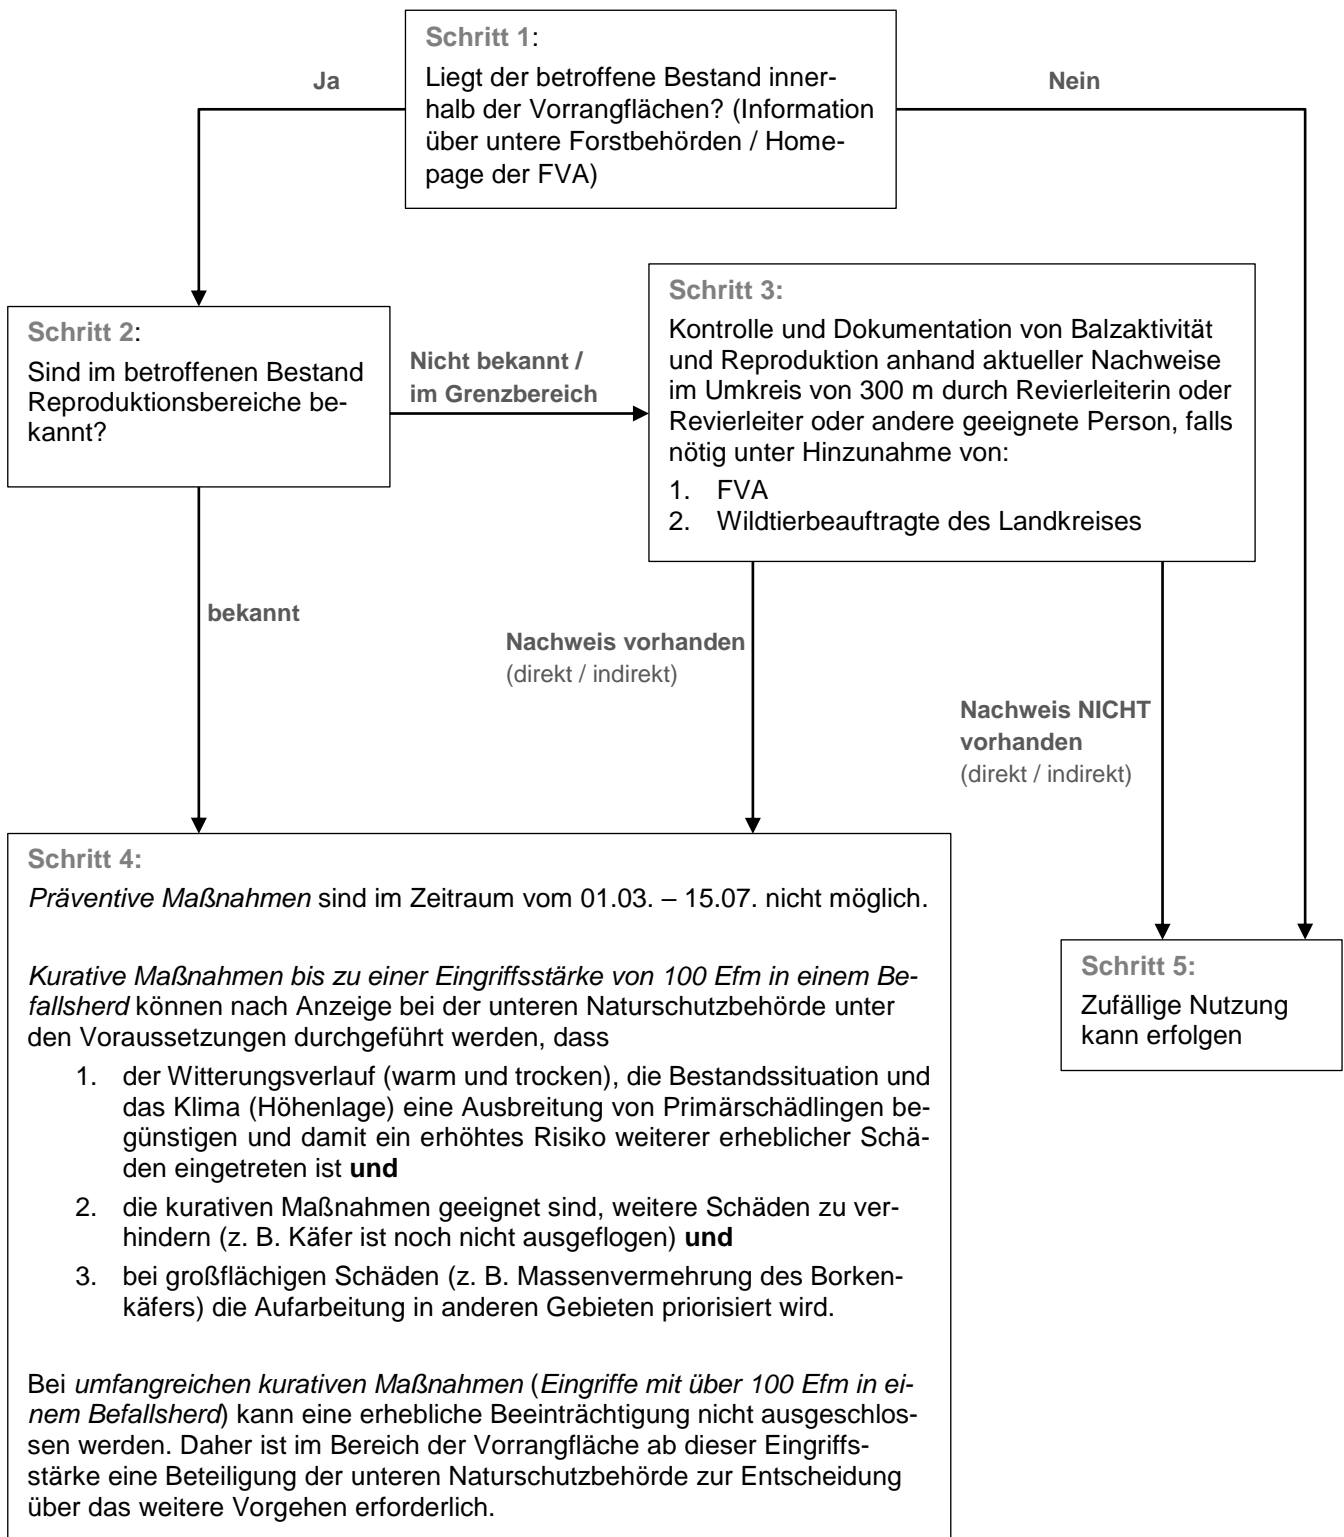 Schritt 1:
Liegt der betroffene Bestand inner-
halb der Vorrangflächen? (Information
über untere Forstbehörden / Home-
page der FVA)
Ja
Nein
Schritt 2:
Sind im betroffenen Bestand
Reproduktionsbereiche be-
kannt?
Nicht bekannt /
im Grenzbereich
Schritt 3:
Kontrolle und Dokumentation von Balzaktivität
und Reproduktion anhand aktueller Nachweise
im Umkreis von 300 m durch Revierleiterin oder
Revierleiter oder andere geeignete Person, falls
nötig unter Hinzunahme von:
1. FVA
2. Wildtierbeauftragte des Landkreises
bekannt
Nachweis vorhanden
(direkt / indirekt)
Nachweis NICHT
vorhanden
(direkt / indirekt)
Schritt 4:
Präventive Maßnahmen sind im Zeitraum vom 01.03. – 15.07. nicht möglich.
Kurative Maßnahmen bis zu einer Eingriffsstärke von 100 Efm in einem Be-
fallsherd können nach Anzeige bei der unteren Naturschutzbehörde unter
den Voraussetzungen durchgeführt werden, dass
1. der Witterungsverlauf (warm und trocken), die Bestandssituation und
das Klima (Höhenlage) eine Ausbreitung von Primärschädlingen be-
günstigen und damit ein erhöhtes Risiko weiterer erheblicher Schä-
den eingetreten ist und
2. die kurativen Maßnahmen geeignet sind, weitere Schäden zu ver-
hindern (z. B. Käfer ist noch nicht ausgeflogen) und
3. bei großflächigen Schäden (z. B. Massenvermehrung des Borken-
käfers) die Aufarbeitung in anderen Gebieten priorisiert wird.
Bei umfangreichen kurativen Maßnahmen (Eingriffe mit über 100 Efm in ei-
nem Befallsherd) kann eine erhebliche Beeinträchtigung nicht ausgeschlos-
sen werden. Daher ist im Bereich der Vorrangfläche ab dieser Eingriffs-
stärke eine Beteiligung der unteren Naturschutzbehörde zur Entscheidung
über das weitere Vorgehen erforderlich.
Schritt 5:
Zufällige Nutzung
kann erfolgen